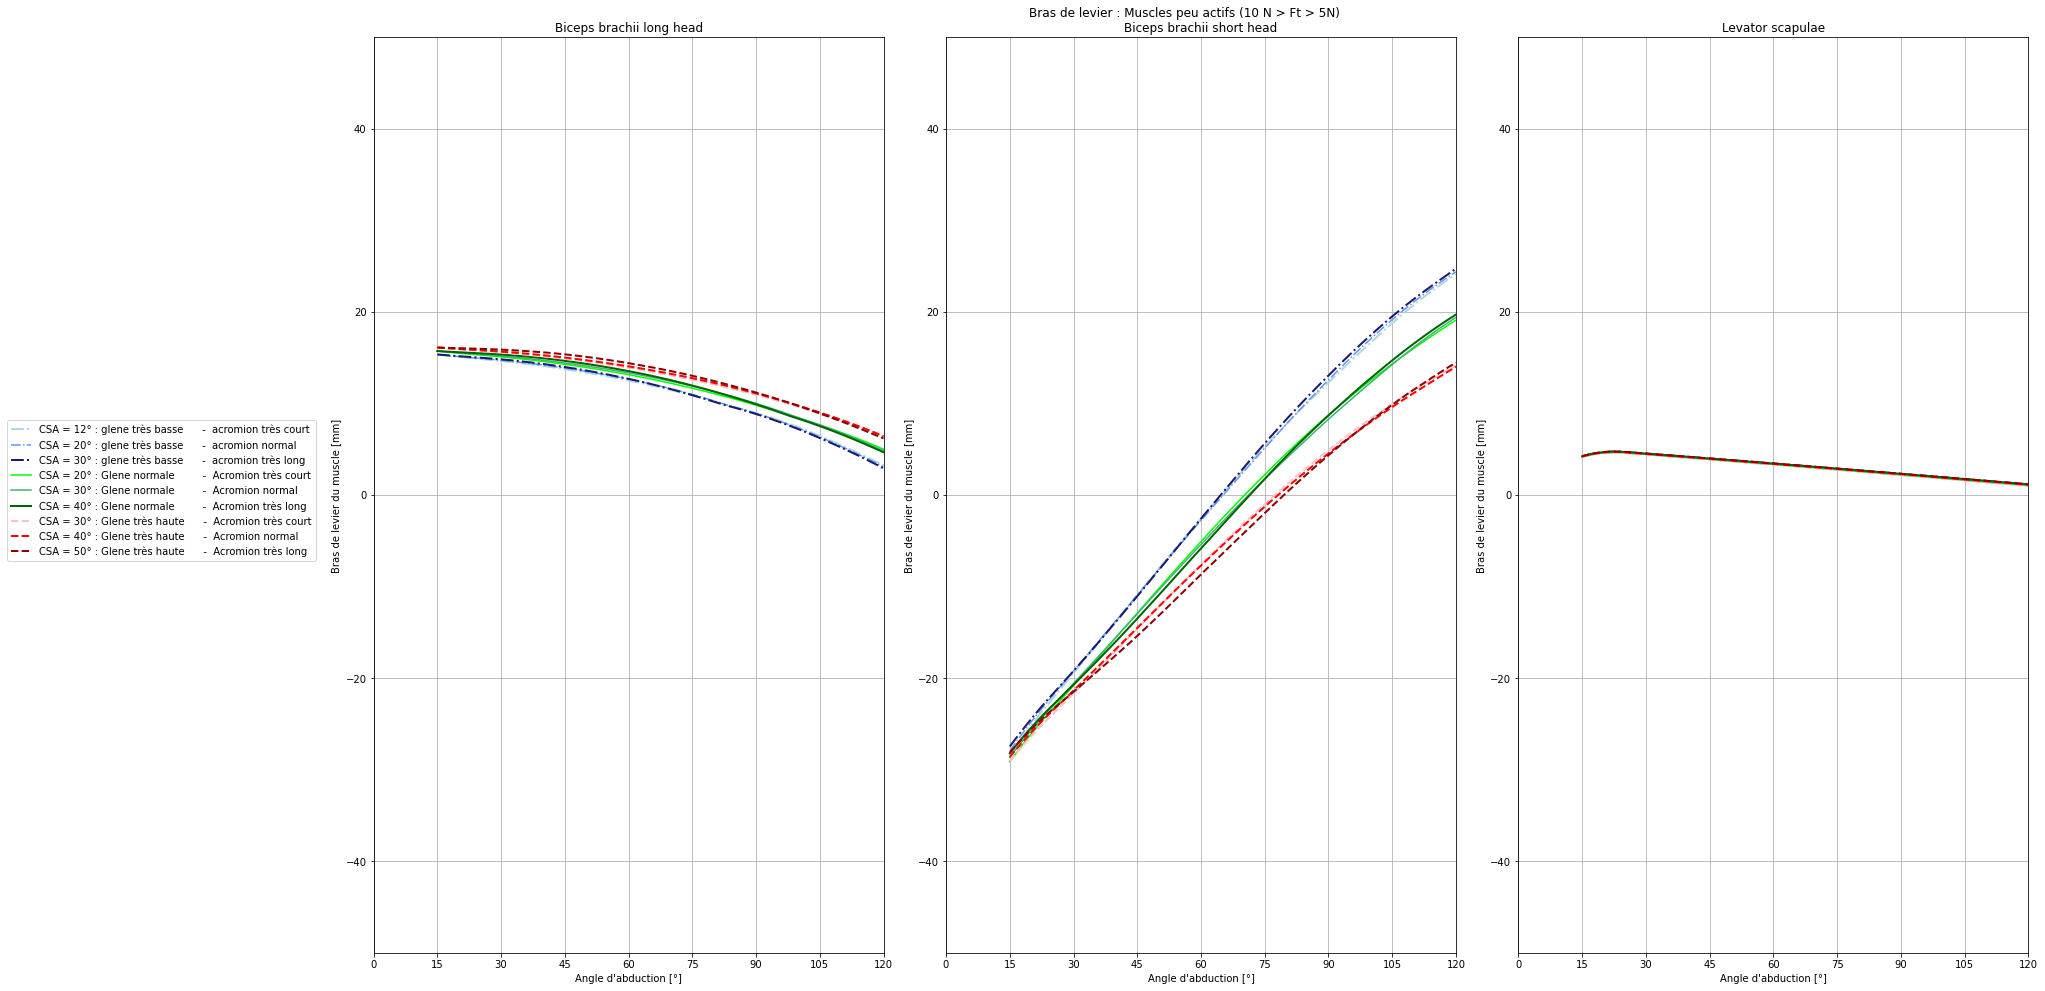 Bras de levier : Muscles peu actifs (10 N > Ft > 5N)
Biceps brachii long head
Biceps brachii short head
Levator scapulae
CSA = 12° : glene très basse - acromion très court
CSA = 20° : glene très basse - acromion normal
CSA = 30° : glene très basse - acromion très long
CSA = 20° : Glene normale - Acromion très court
CSA = 30° : Glene normale - Acromion normal
CSA = 40° : Glene normale - Acromion très long
CSA = 30° : Glene très haute - Acromion très court
CSA = 40° : Glene très haute - Acromion normal
CSA = 50° : Glene très haute - Acromion très long
Bras de levier du muscle [mm]
40
20
0
−20
−40
0 15 30 45 60 75 90 105 120
Angle d'abduction [°]
Bras de levier du muscle [mm]
40
20
0
−20
−40
0 15 30 45 60 75 90 105 120
Angle d'abduction [°]
Bras de levier du muscle [mm]
40
20
0
−20
−40
0 15 30 45 60 75 90 105 120
Angle d'abduction [°]